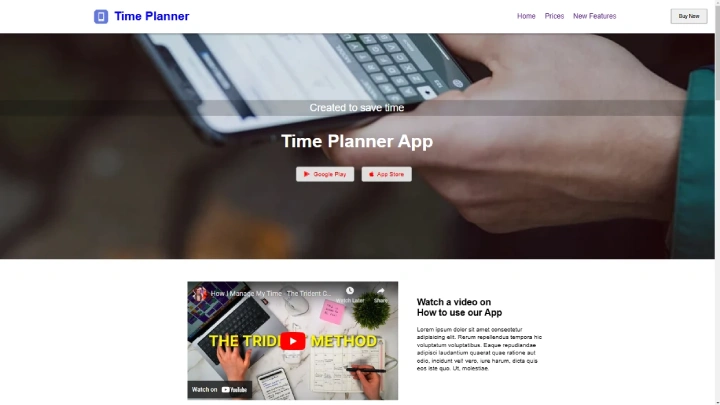 Time Planner
Home Prices New Features
Buy Now
Created to save time
Time Planner App
Google Play App Store
How I Manage My Time - The Trident C...
Watch Later Share
THE TRIDENT METHOD
Watch on YouTube
Watch a video on
How to use our App
Lorem ipsum dolor sit amet consectetur
adipisicing elit. Rerum repellendus tempora hic
voluptatum voluptatibus. Eaque repudiandae
adipisci laudantium quaerat quae ratione aut
odio, incidunt vel! vero, iure harum, dicta quis
eos iste quo. Ut, molestiae.